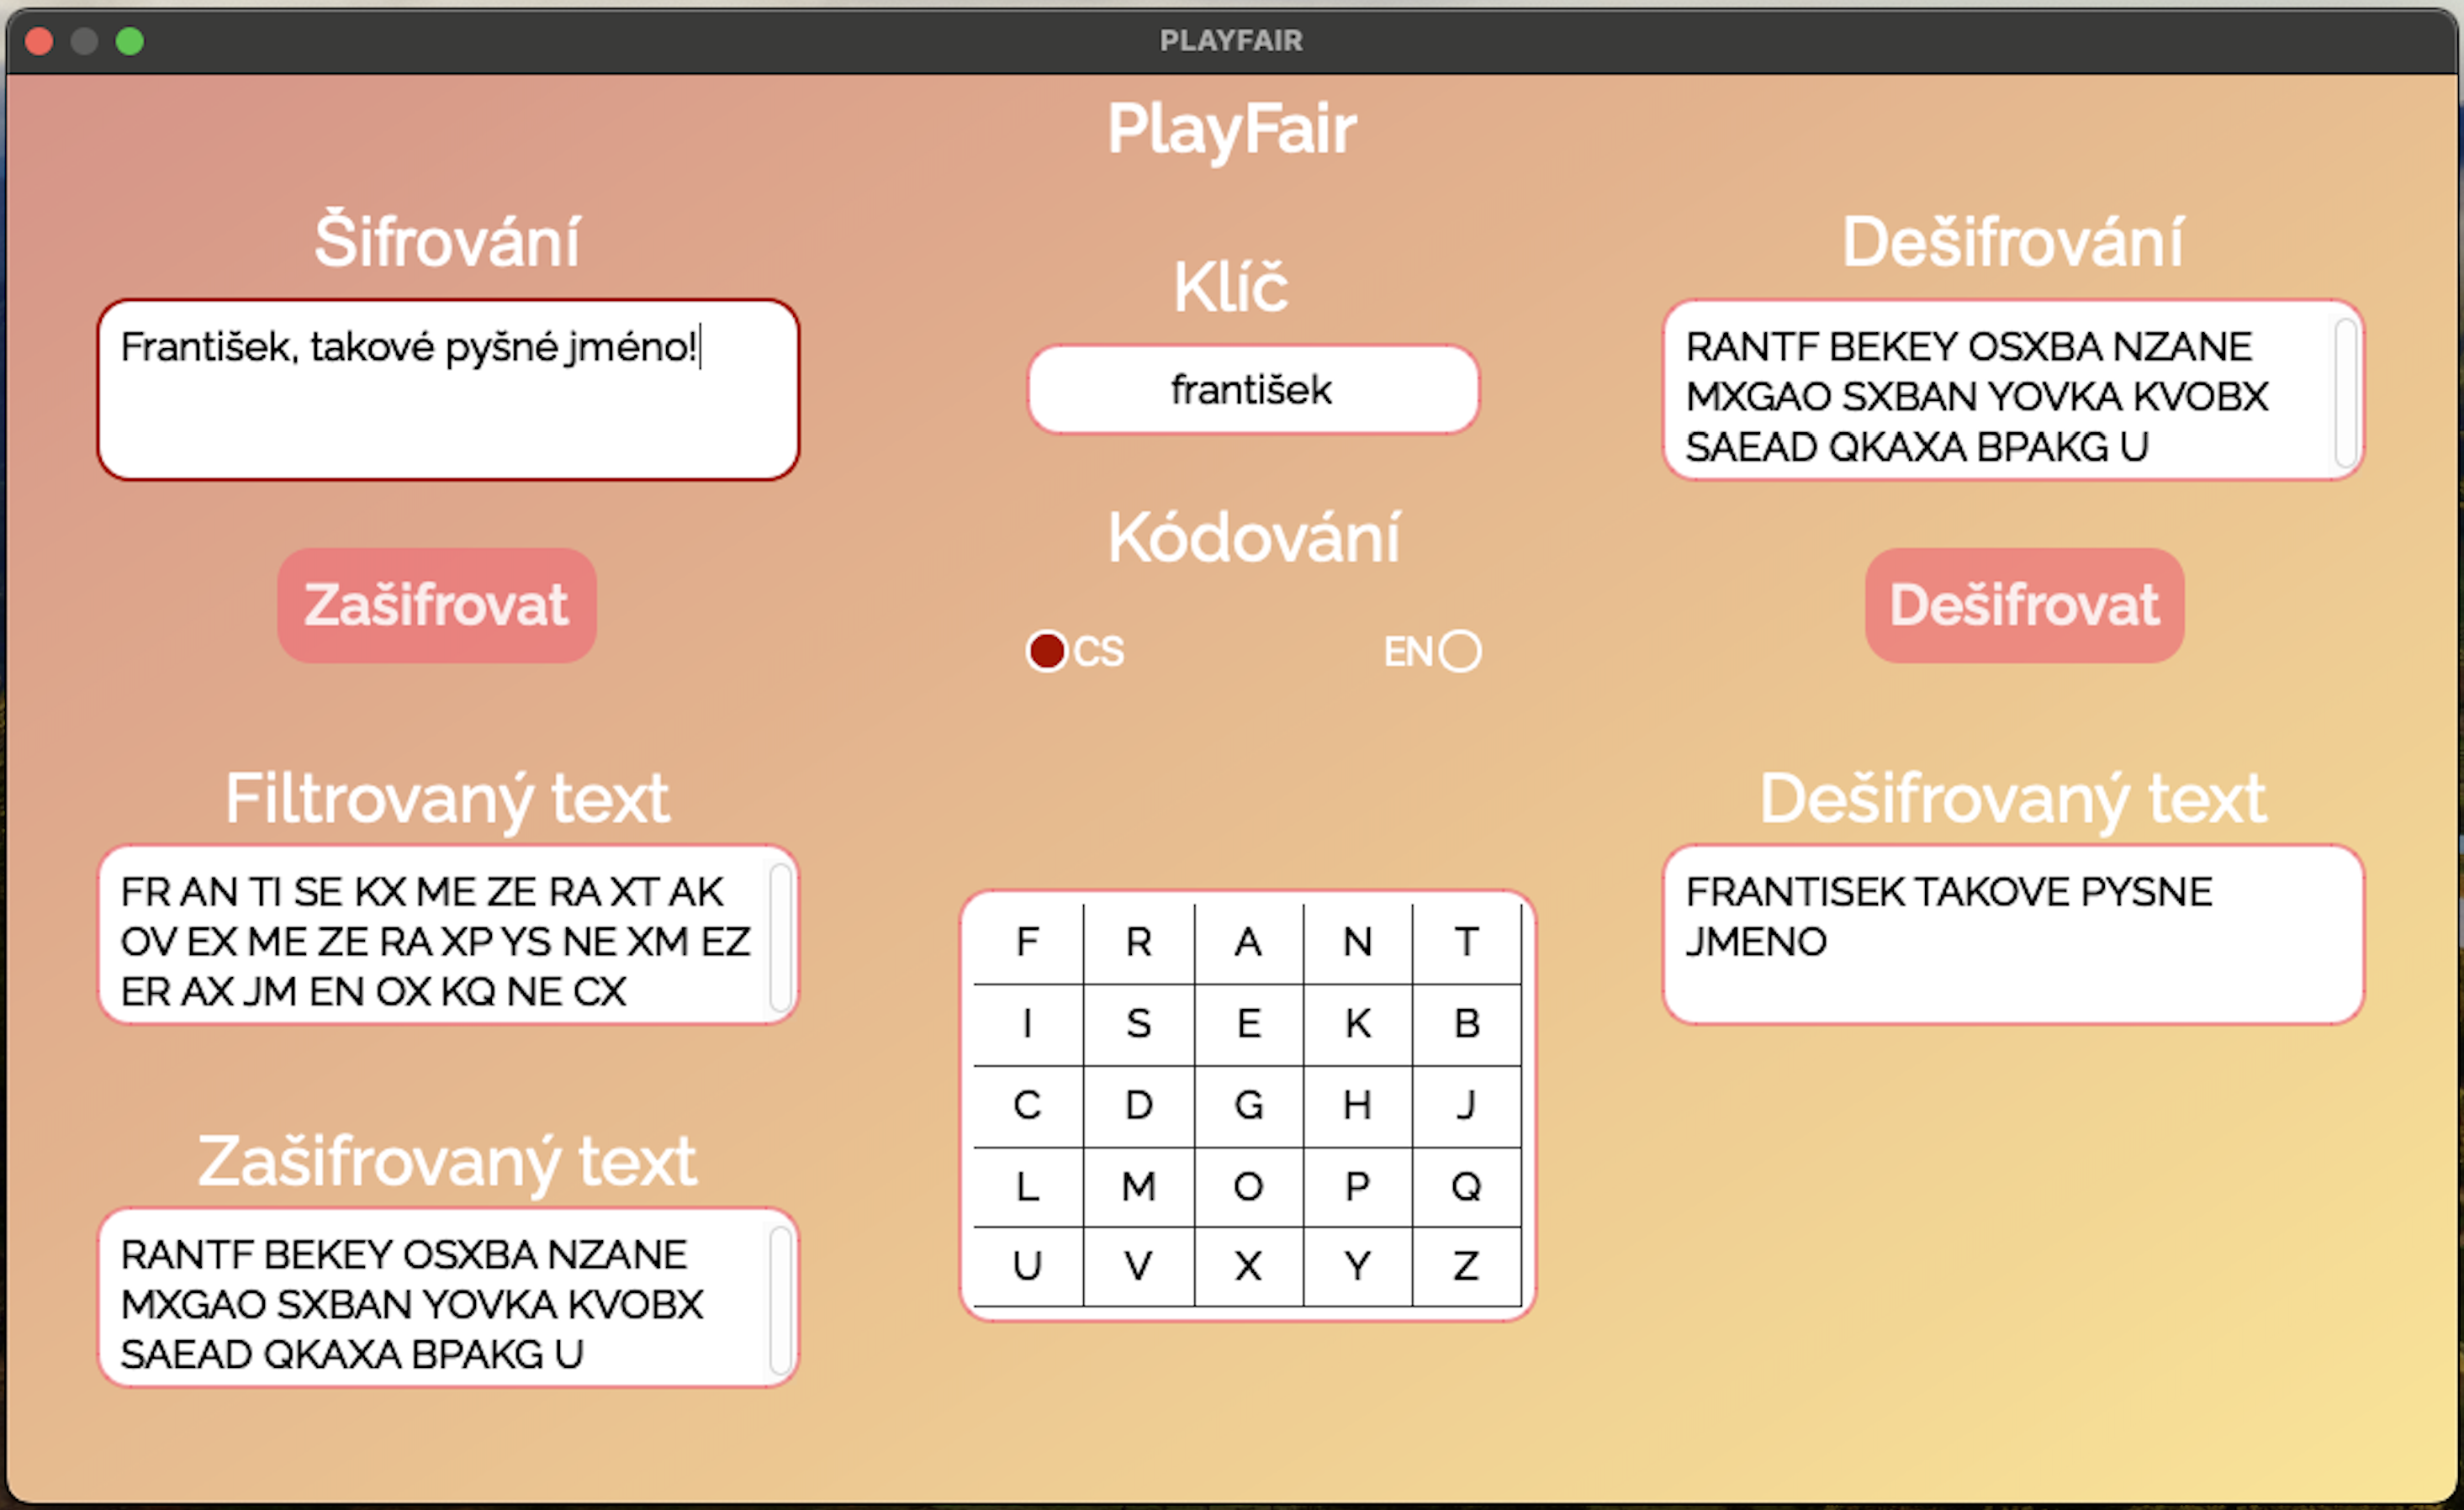 PLAYFAIR
PlayFair
Šifrování
František, takové pyšné jméno!
Zašifrovat
Filtrovaný text
FR AN TI SE KX ME ZE RA XT AK
OV EX ME ZE RA XP YS NE XM EZ
ER AX JM EN OX KQ NE CX
Zašifrovaný text
RANTF BEKEY OSXBA NZANE
MXGAO SXBAN YOVKA KVOBX
SAEAD QKAXA BPAKG U
Klíč
františek
Kódování
CS EN
F R A N T
I S E K B
C D G H J
L M O P Q
U V X Y Z
Dešifrování
RANTF BEKEY OSXBA NZANE
MXGAO SXBAN YOVKA KVOBX
SAEAD QKAXA BPAKG U
Dešifrovat
Dešifrovaný text
FRANTISEK TAKOVE PYSNE
JMENO